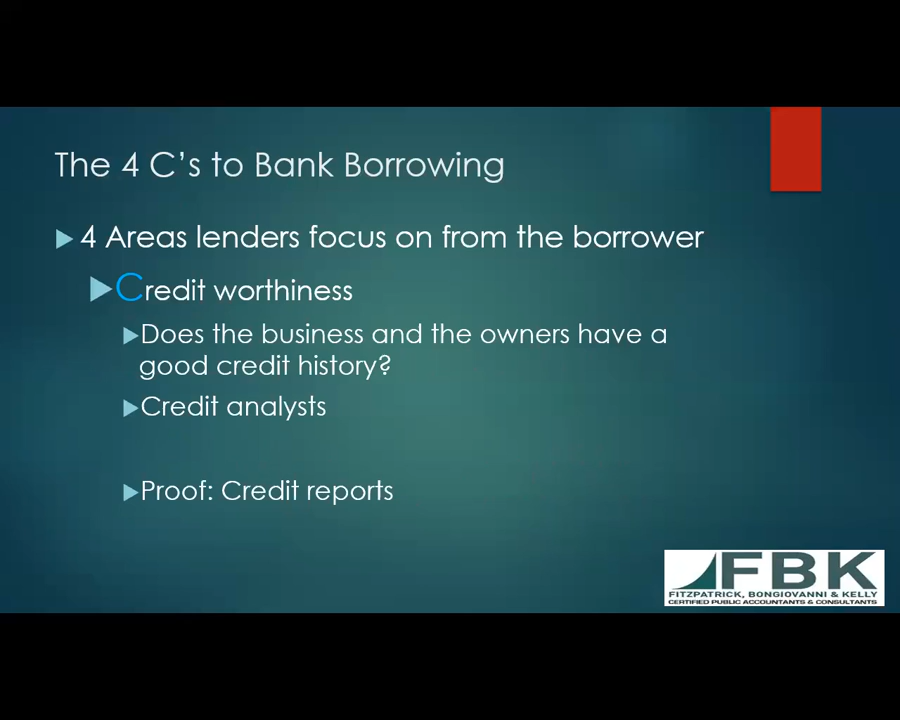 The 4 C's to Bank Borrowing
4 Areas lenders focus on from the borrower
Credit worthiness
Does the business and the owners have a
good credit history?
Credit analysts
Proof: Credit reports
FBK
FITZPATRICK, BONGIOVANNI & KELLY
CERTIFIED PUBLIC ACCOUNTANTS & CONSULTANTS